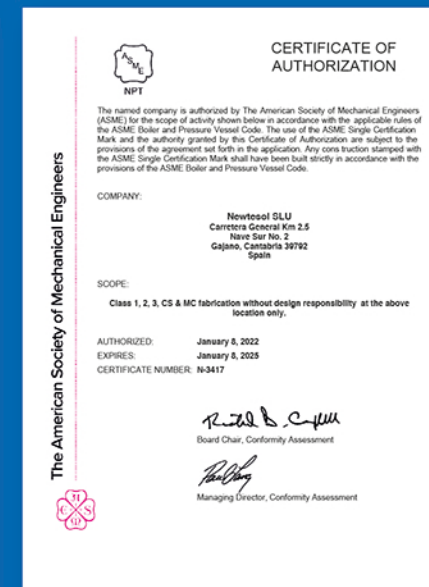 ASME
NPT
CERTIFICATE OF
AUTHORIZATION
The named company is authorized by The American Society of Mechanical Engineers
(ASME) for the scope of activity shown below in accordance with the applicable rules of
the ASME Boiler and Pressure Vessel Code. The use of the ASME Single Certification
Mark and the authority granted by this Certificate of Authorization are subject to the
provisions of the agreement set forth in the application. Any cons truction stamped with
the ASME Single Certification Mark shall have been built strictly in accordance with the
provisions of the ASME Boiler and Pressure Vessel Code.
COMPANY:
Newtesol SLU
Carretera General Km 2.5
Nave Sur No. 2
Gajano, Cantabria 39792
Spain
SCOPE:
Class 1, 2, 3, CS & MC fabrication without design responsibility at the above
location only.
AUTHORIZED: January 8, 2022
EXPIRES: January 8, 2025
CERTIFICATE NUMBER: N-3417
Board Chair, Conformity Assessment
Managing Director, Conformity Assessment
The American Society of Mechanical Engineers